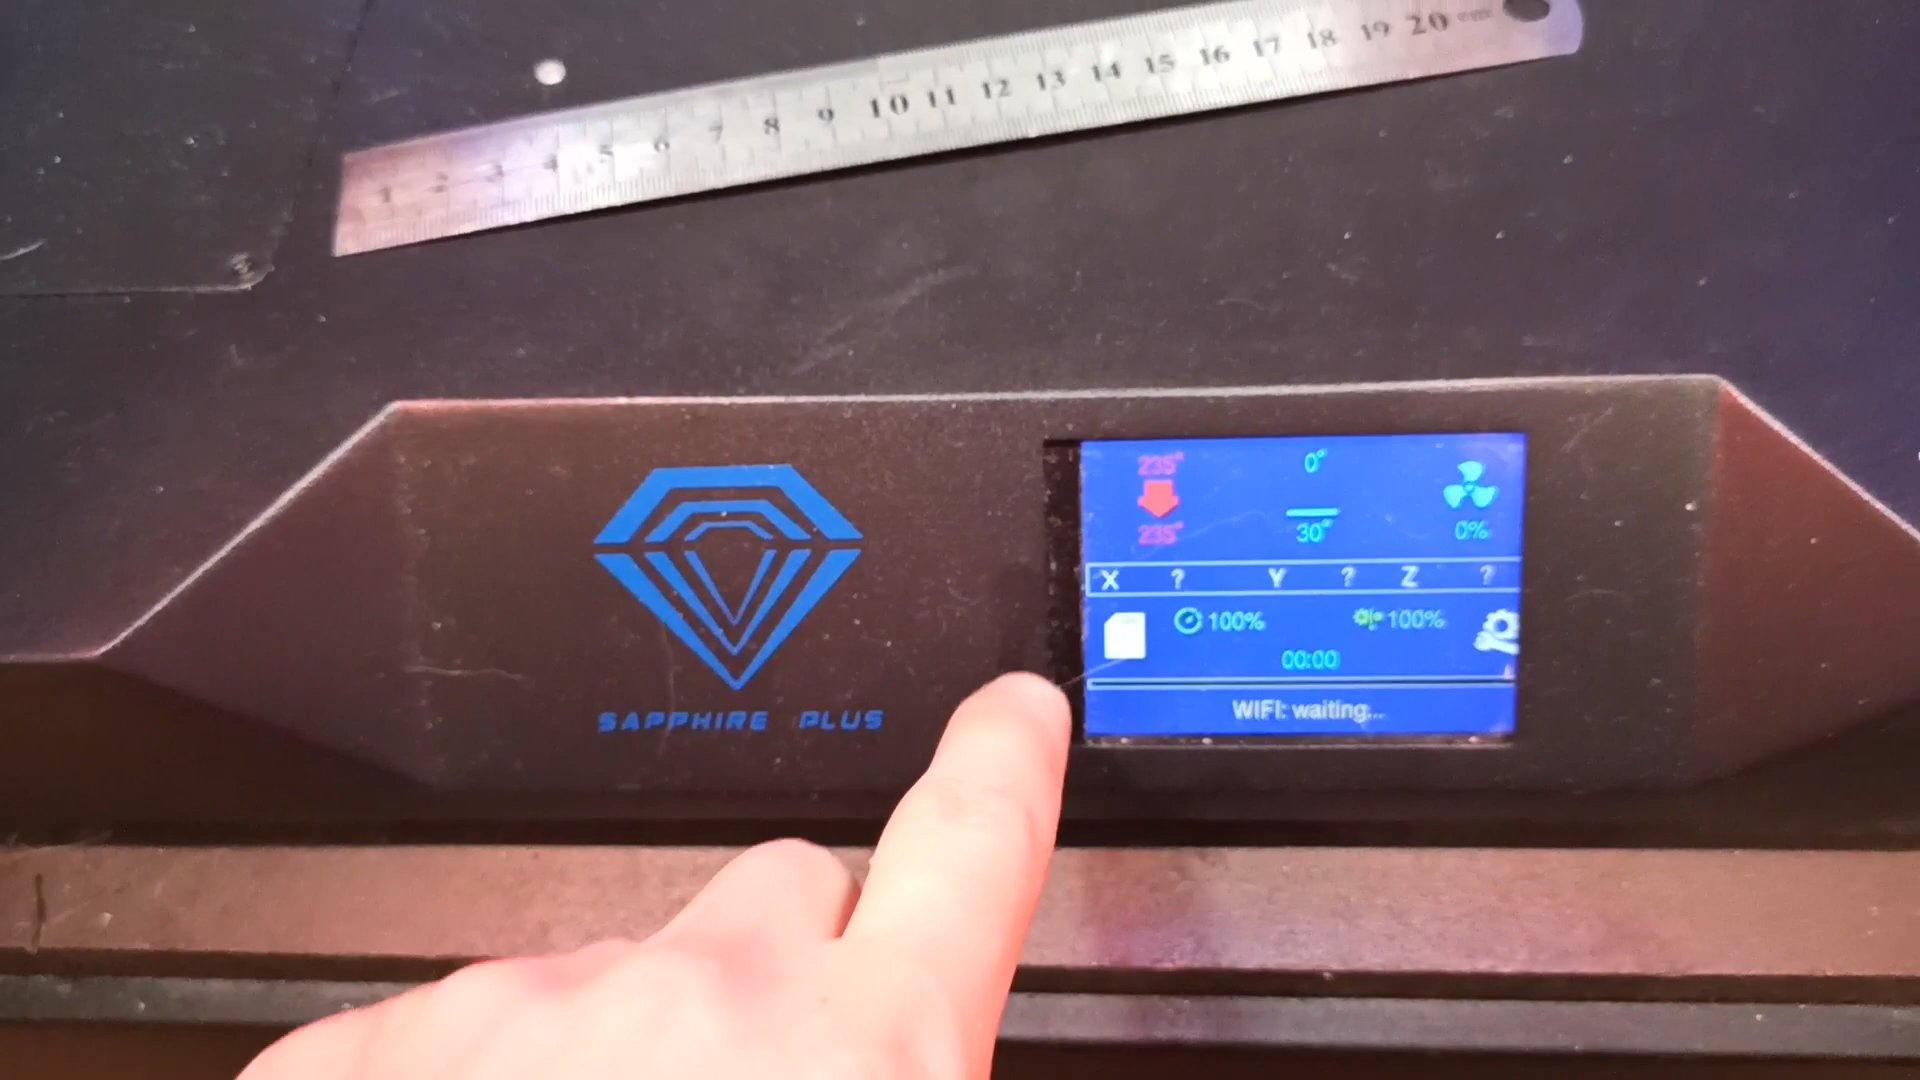 1 2 3 4 5 6 7 8 9 10 11 12 13 14 15 16 17 18 19 20 cm
235° 0°
235° 30° 0%
X ? Y ? Z ?
100% 100%
00:00
WIFI: waiting...
SAPPHIRE PLUS